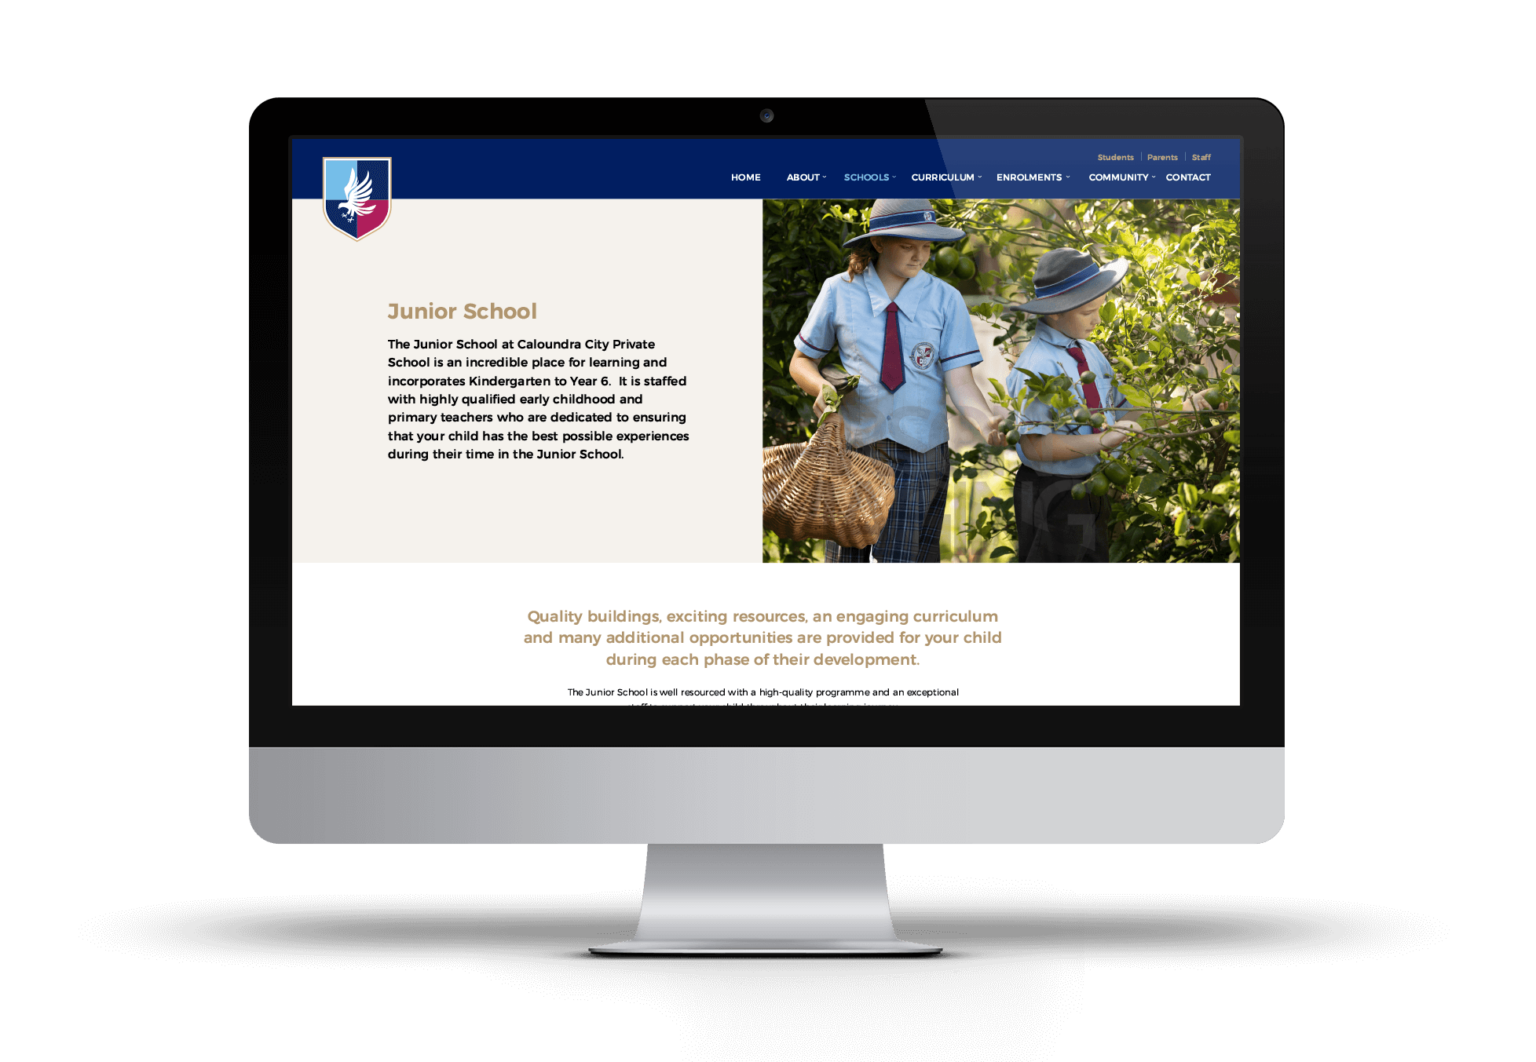 Students
Parents
Staff
HOME
ABOUT
SCHOOLS
CURRICULUM
ENROLMENTS
COMMUNITY
CONTACT
Junior School
The Junior School at Caloundra City Private
School is an incredible place for learning and
incorporates Kindergarten to Year 6. It is staffed
with highly qualified early childhood and
primary teachers who are dedicated to ensuring
that your child has the best possible experiences
during their time in the Junior School.
Quality buildings, exciting resources, an engaging curriculum
and many additional opportunities are provided for your child
during each phase of their development.
The Junior School is well resourced with a high-quality programme and an exceptional